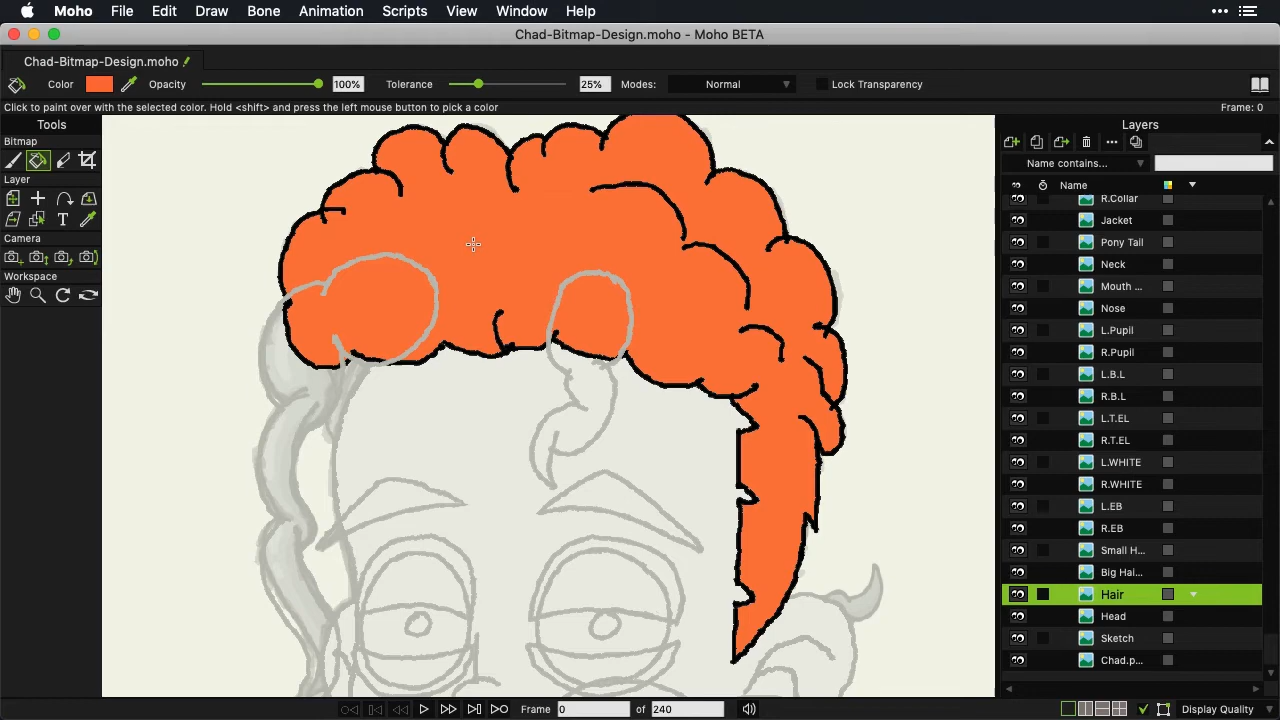 Moho File Edit Draw Bone Animation Scripts View Window Help
Chad-Bitmap-Design.moho - Moho BETA
Chad-Bitmap-Design.moho
Color Opacity 100% Tolerance 25% Modes: Normal Lock Transparency
Click to paint over with the selected color. Hold <shift> and press the left mouse button to pick a color Frame: 0
Tools
Bitmap
Layer
Camera
Workspace
Layers
Name contains...
Name
R.Collar
Jacket
Pony Tall
Neck
Mouth ...
Nose
L.Pupil
R.Pupil
L.B.L
R.B.L
L.T.EL
R.T.EL
L.WHITE
R.WHITE
L.EB
R.EB
Small H...
Big Hai...
Hair
Head
Sketch
Chad.p...
Frame 0 of 240 Display Quality